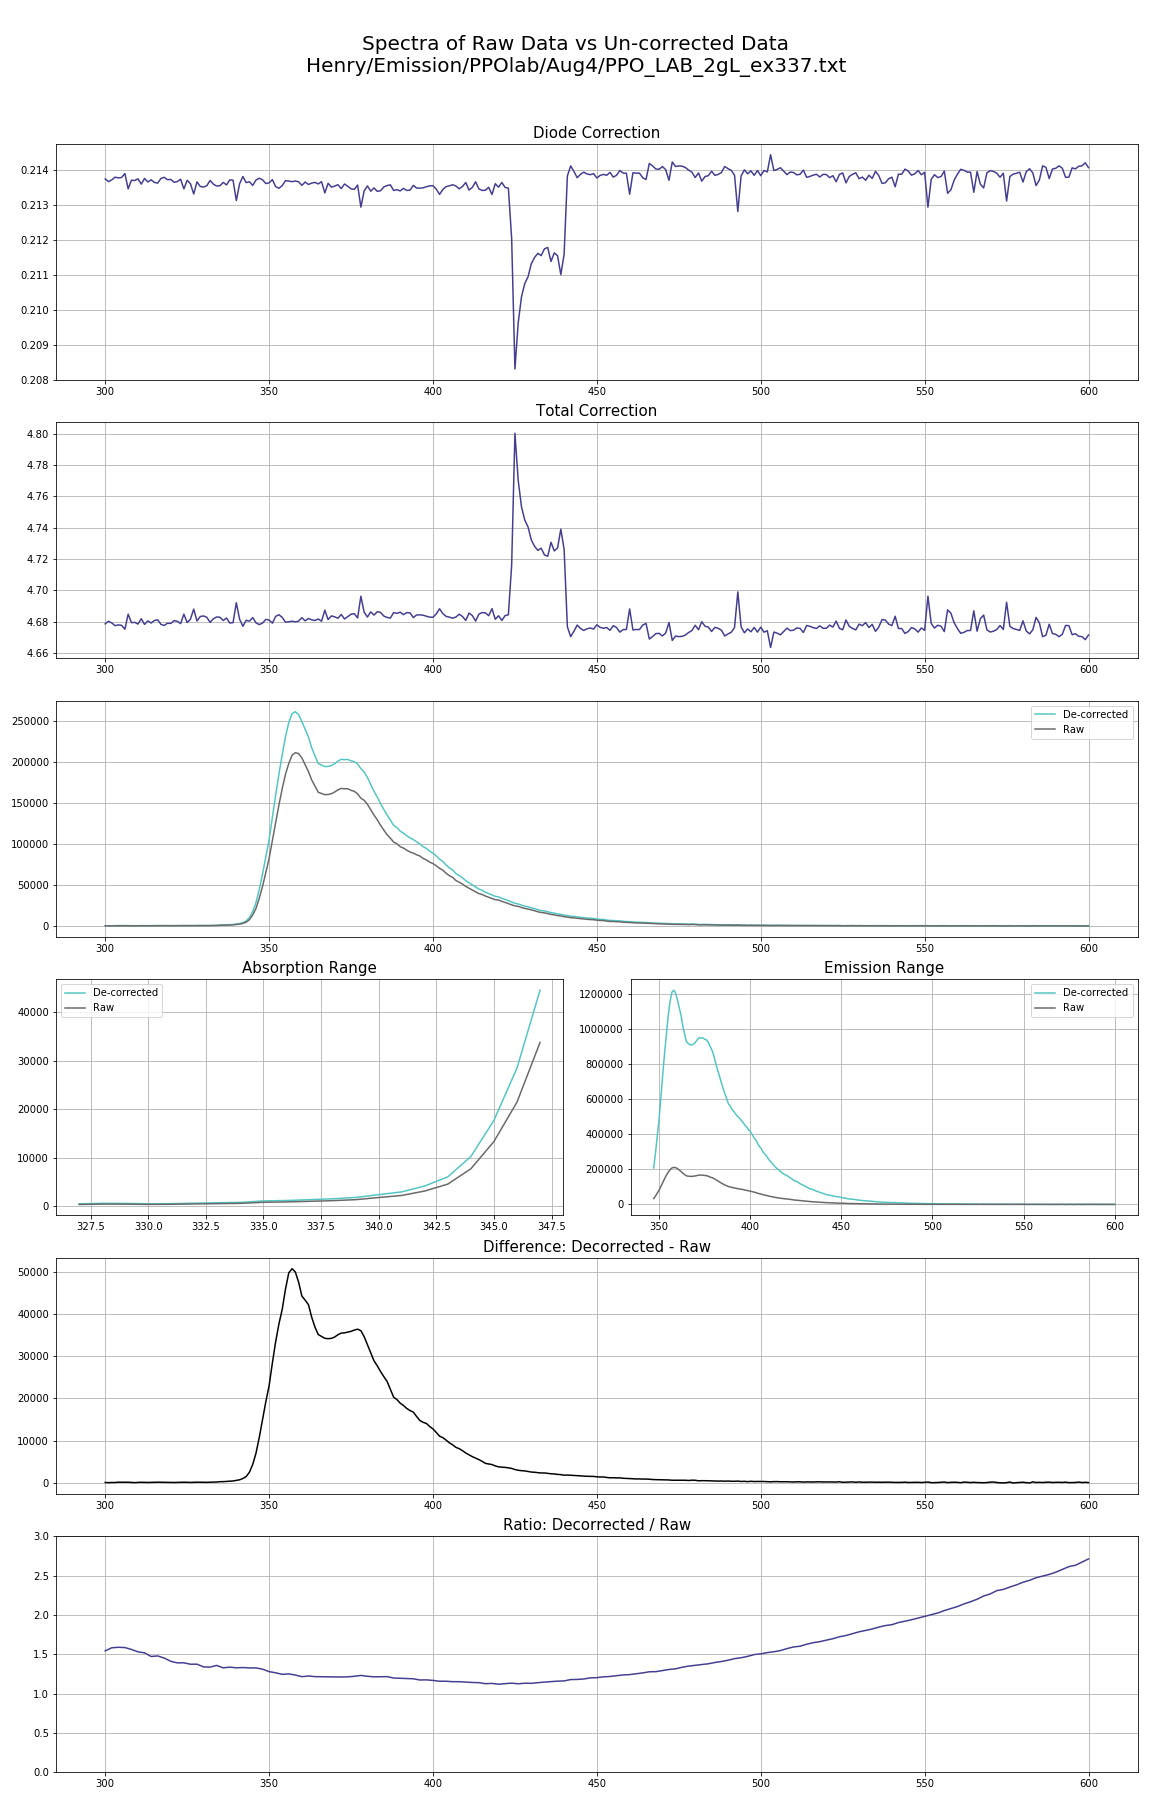 Spectra of Raw Data vs Un-corrected Data
Henry/Emission/PPOlab/Aug4/PPO_LAB_2gL_ex337.txt
Diode Correction
0.214
0.213
0.212
0.211
0.210
0.209
0.208
300 350 400 450 500 550 600
Total Correction
4.80
4.78
4.76
4.74
4.72
4.70
4.68
4.66
300 350 400 450 500 550 600
De-corrected
Raw
250000
200000
150000
100000
50000
0
300 350 400 450 500 550 600
Absorption Range
De-corrected
Raw
40000
30000
20000
10000
0
327.5 330.0 332.5 335.0 337.5 340.0 342.5 345.0 347.5
Emission Range
De-corrected
Raw
1200000
1000000
800000
600000
400000
200000
0
350 400 450 500 550 600
Difference: Decorrected - Raw
50000
40000
30000
20000
10000
0
300 350 400 450 500 550 600
Ratio: Decorrected / Raw
3.0
2.5
2.0
1.5
1.0
0.5
0.0
300 350 400 450 500 550 600